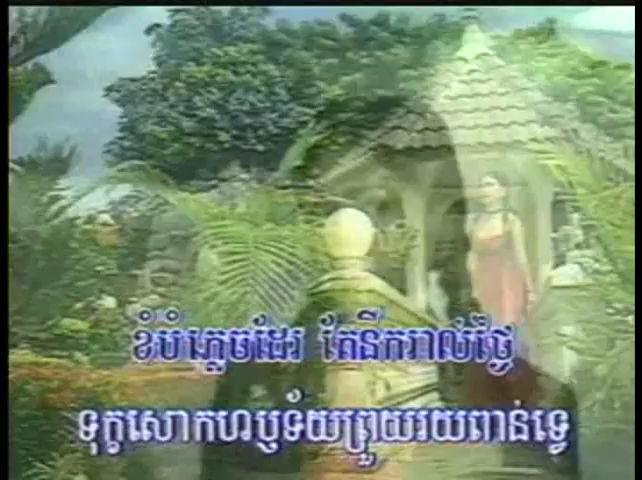 ខំបំភ្លេចដែរ តែនឹករាល់ថ្ងៃ
ទុក្ខសោកហឫទ័យព្រួយរយពាន់ទ្វេ